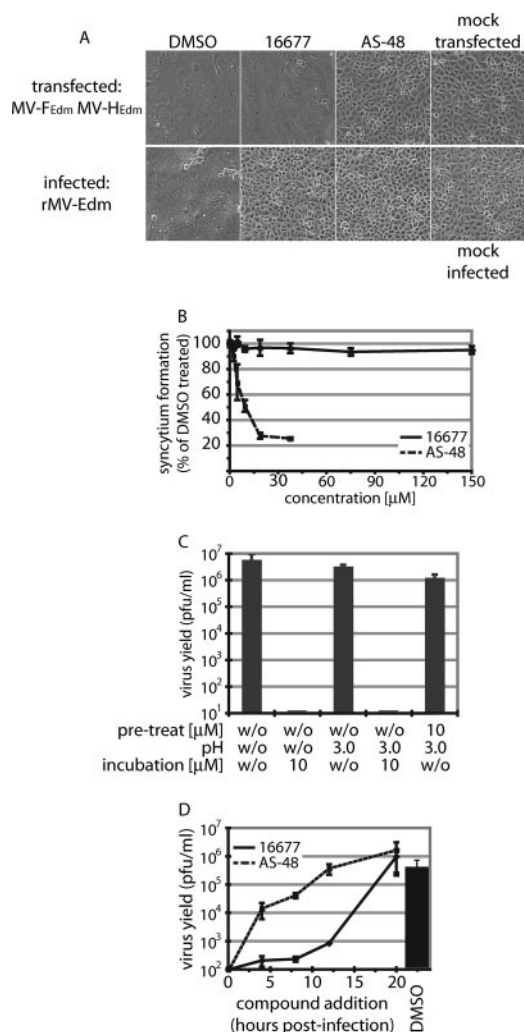 A
DMSO 16677 AS-48 mock transfected
transfected:
MV-FEdm MV-HEdm
infected:
rMV-Edm
mock
infected
B
syncytium formation
(% of DMSO treated)
100
80
60
40
20
0 30 60 90 120 150
16677
AS-48
concentration [µM]
C
virus yield (pfu/ml)
10^7
10^6
10^5
10^4
10^3
10^2
10^1
pre-treat [µM] w/o w/o w/o w/o 10
pH w/o w/o 3.0 3.0 3.0
incubation [µM] w/o 10 w/o 10 w/o
D
virus yield (pfu/ml)
10^7
10^6
10^5
10^4
10^3
10^2
16677
AS-48
0 5 10 15 20
DMSO
compound addition
(hours post-infection)